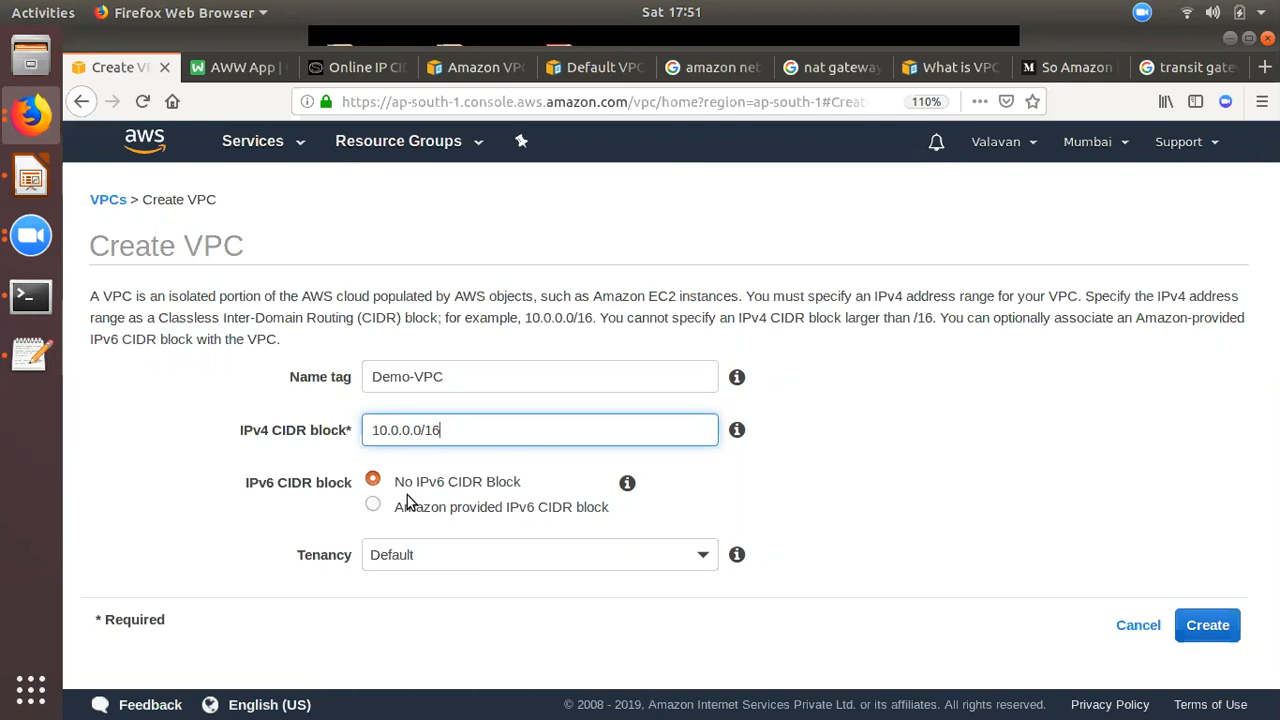 Activities Firefox Web Browser Sat 17:51
Create VP AWW App | Online IP CI Amazon VPC Default VPC amazon net nat gateway What is VPC So Amazon transit gate
https://ap-south-1.console.aws.amazon.com/vpc/home?region=ap-south-1#Create 110%
aws Services Resource Groups Valavan Mumbai Support
VPCs > Create VPC
Create VPC
A VPC is an isolated portion of the AWS cloud populated by AWS objects, such as Amazon EC2 instances. You must specify an IPv4 address range for your VPC. Specify the IPv4 address
range as a Classless Inter-Domain Routing (CIDR) block; for example, 10.0.0.0/16. You cannot specify an IPv4 CIDR block larger than /16. You can optionally associate an Amazon-provided
IPv6 CIDR block with the VPC.
Name tag Demo-VPC
IPv4 CIDR block* 10.0.0.0/16
IPv6 CIDR block No IPv6 CIDR Block
Amazon provided IPv6 CIDR block
Tenancy Default
* Required
Cancel Create
Feedback English (US) © 2008 - 2019, Amazon Internet Services Private Ltd. or its affiliates. All rights reserved. Privacy Policy Terms of Use